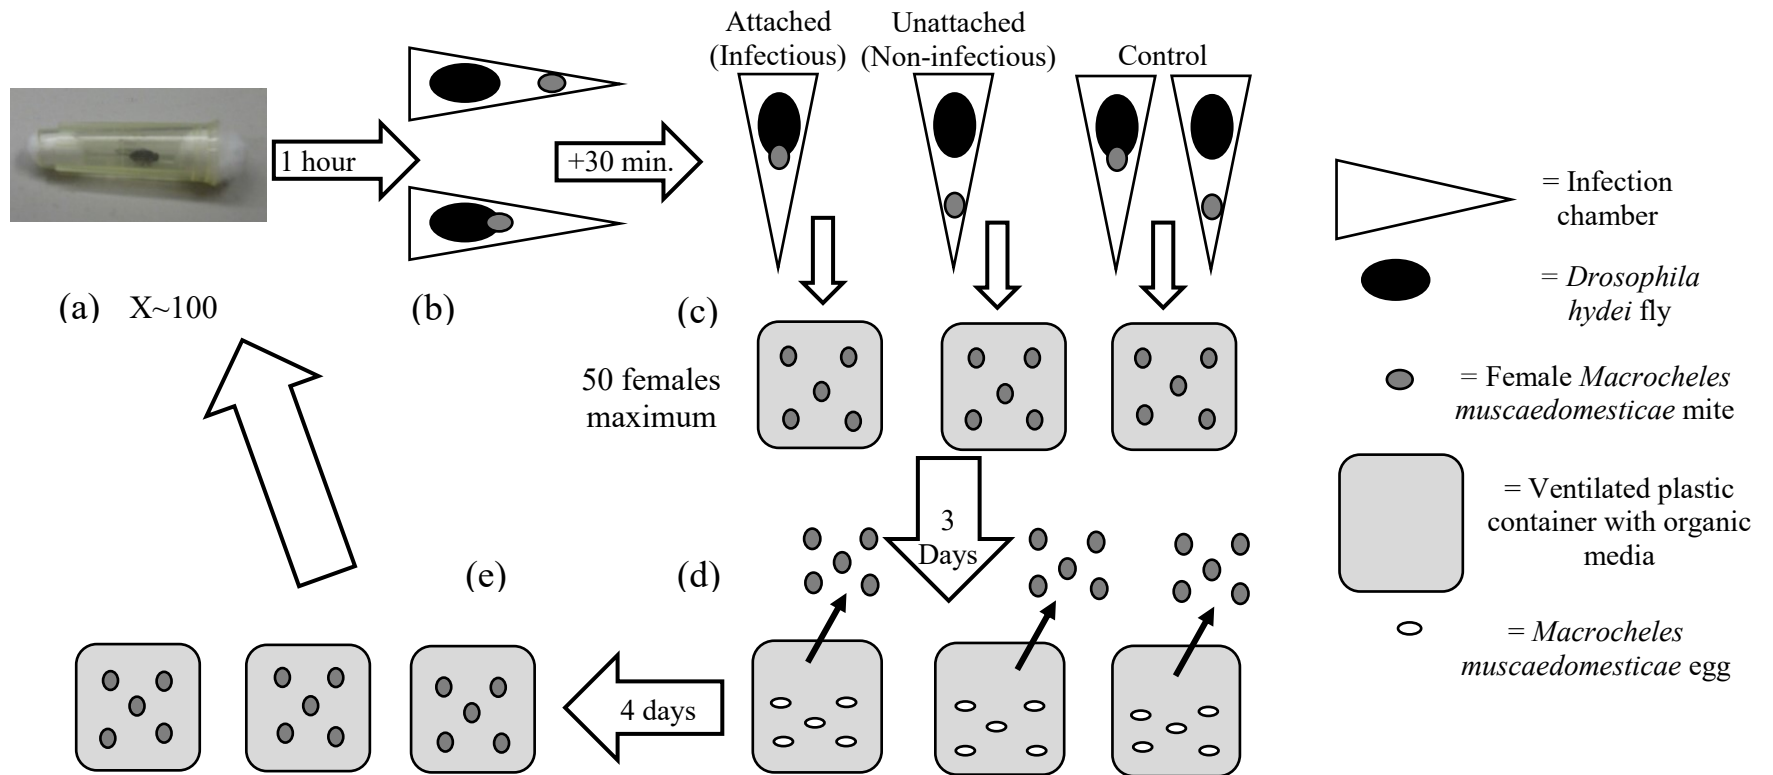 Attached
(Infectious)
Unattached
(Non-infectious)
Control
1 hour
+30 min.
(a) X~100
(b)
(c)
50 females
maximum
3
Days
(d)
(e)
4 days
= Infection
chamber
= Drosophila
hydei fly
= Female Macrocheles
muscaedomesticae mite
= Ventilated plastic
container with organic
media
= Macrocheles
muscaedomesticae egg